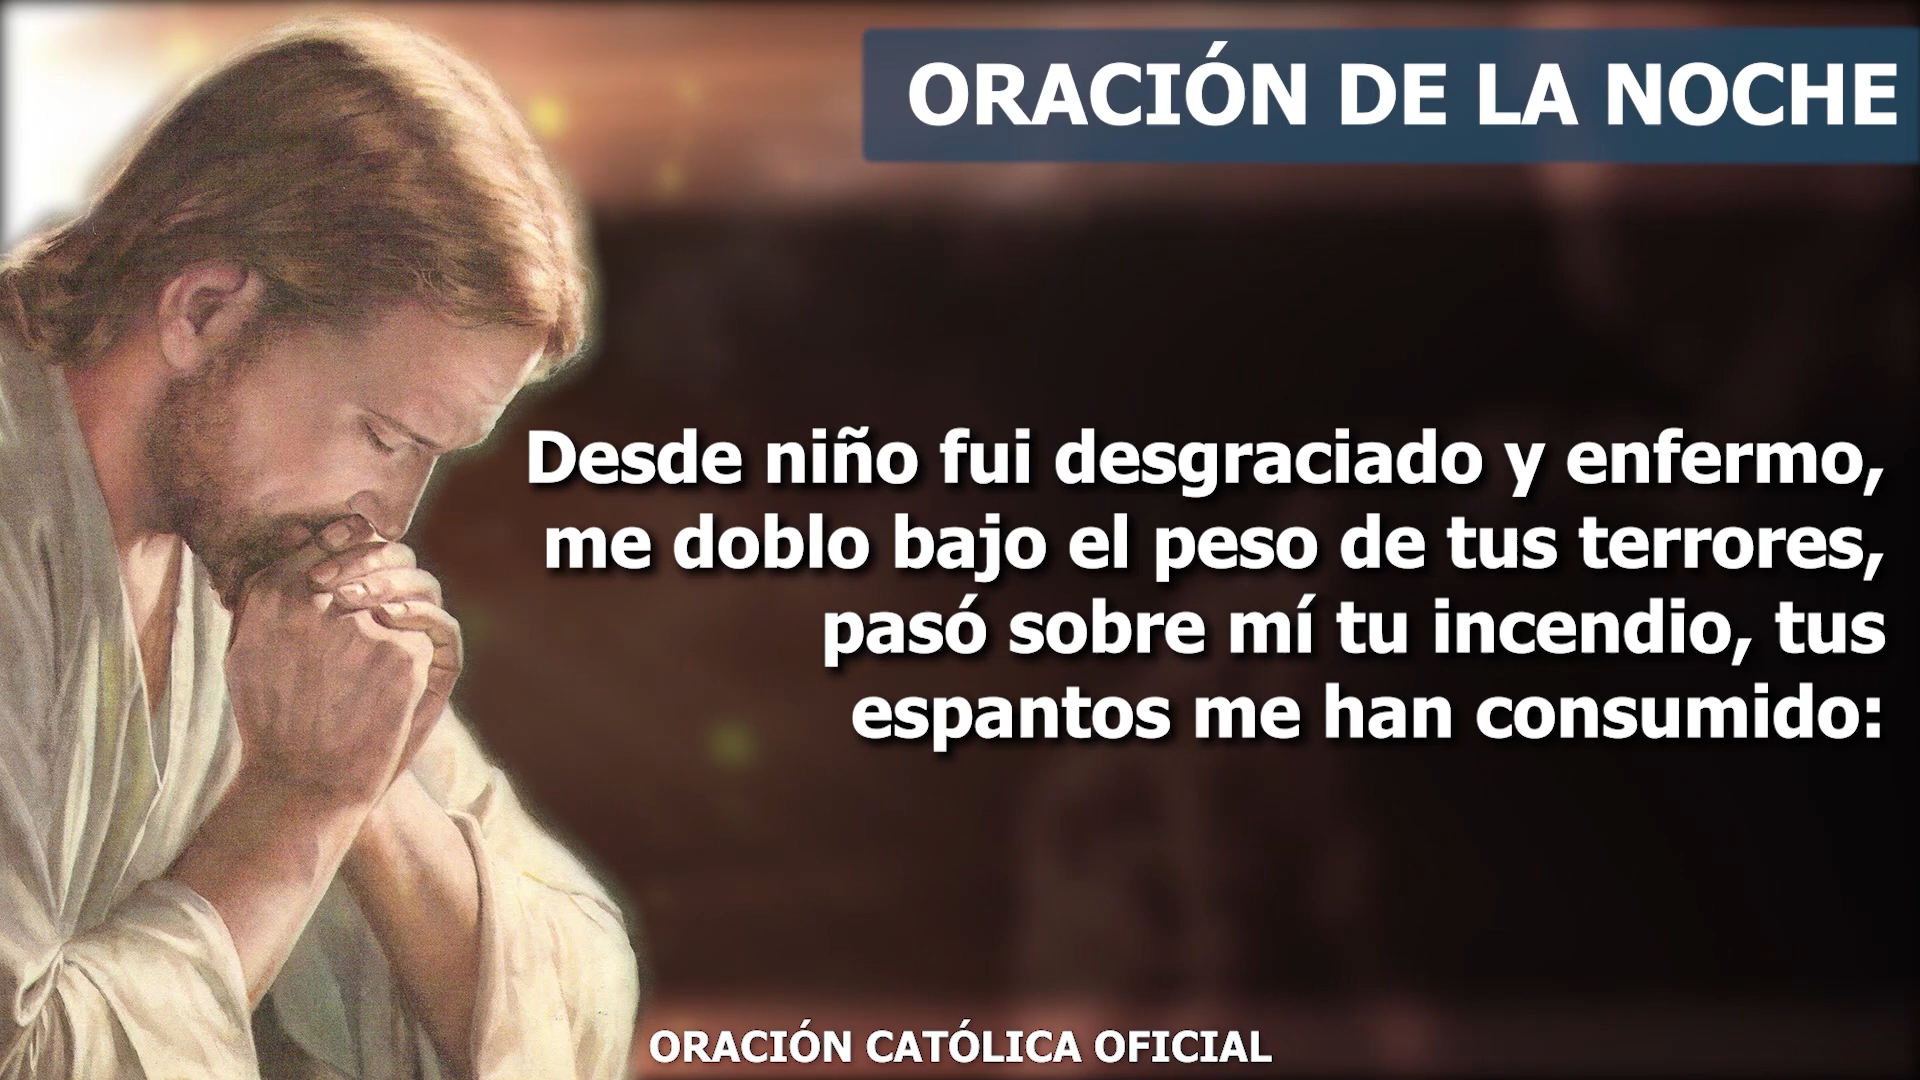 ORACIÓN DE LA NOCHE
Desde niño fui desgraciado y enfermo,
me doblo bajo el peso de tus terrores,
pasó sobre mí tu incendio, tus
espantos me han consumido:
ORACIÓN CATÓLICA OFICIAL